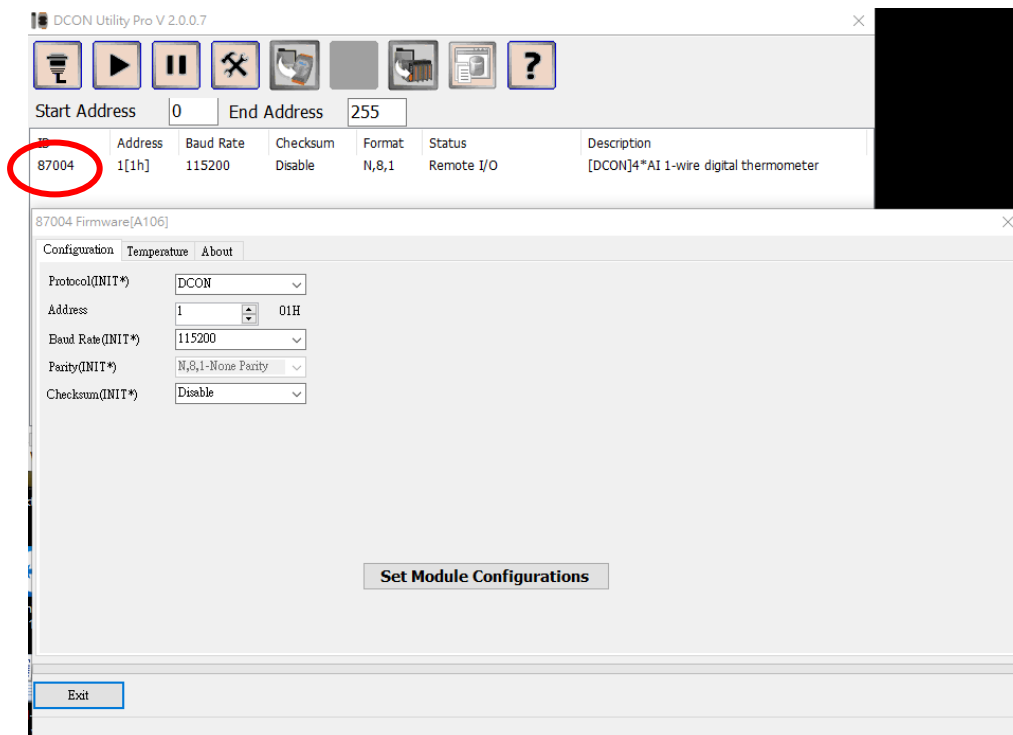 DCON Utility Pro V 2.0.0.7
?
Start Address 0 End Address 255
ID Address Baud Rate Checksum Format Status Description
87004 1[1h] 115200 Disable N,8,1 Remote I/O [DCON]4*AI 1-wire digital thermometer
87004 Firmware[A106]
Configuration Temperature About
Protocol(INIT*) DCON
Address 1 01H
Baud Rate(INIT*) 115200
Parity(INIT*) N,8,1-None Parity
Checksum(INIT*) Disable
Set Module Configurations
Exit